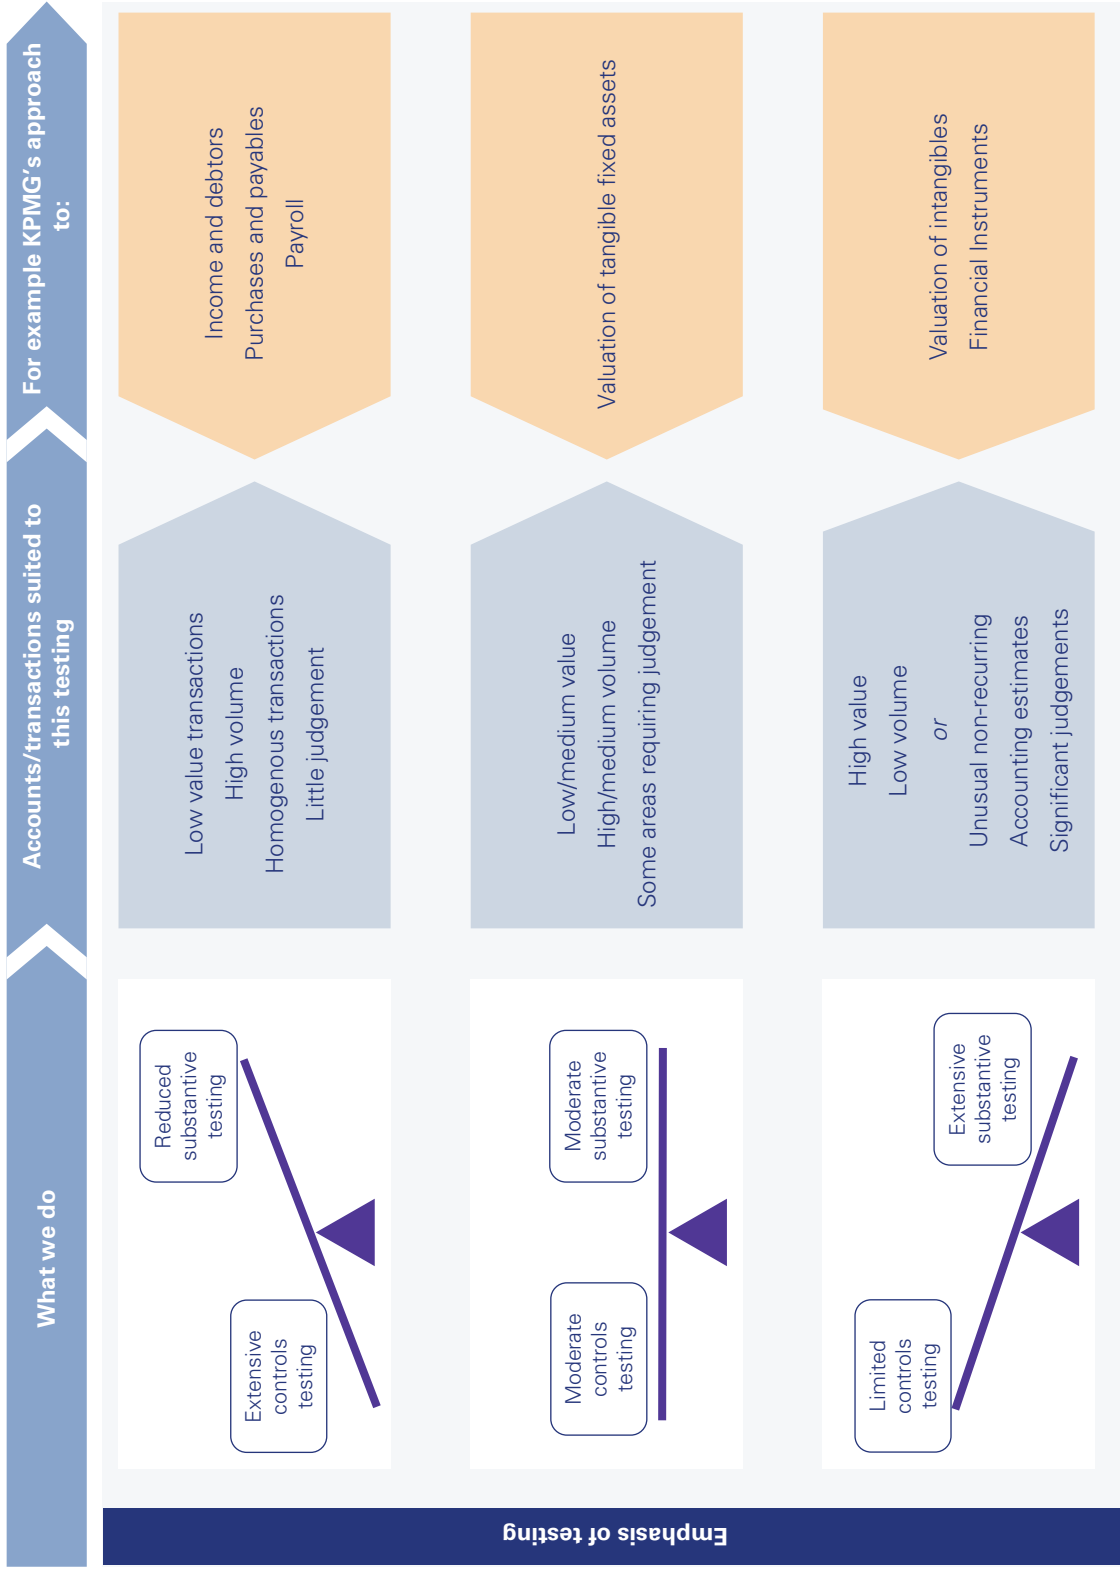 What we do
Accounts/transactions suited to
this testing
For example KPMG's approach
to:
Emphasis of testing
Extensive
controls
testing
Reduced
substantive
testing
Low value transactions
High volume
Homogenous transactions
Little judgement
Income and debtors
Purchases and payables
Payroll
Moderate
controls
testing
Moderate
substantive
testing
Low/medium value
High/medium volume
Some areas requiring judgement
Valuation of tangible fixed assets
Limited
controls
testing
Extensive
substantive
testing
High value
Low volume
or
Unusual non-recurring
Accounting estimates
Significant judgements
Valuation of intangibles
Financial Instruments